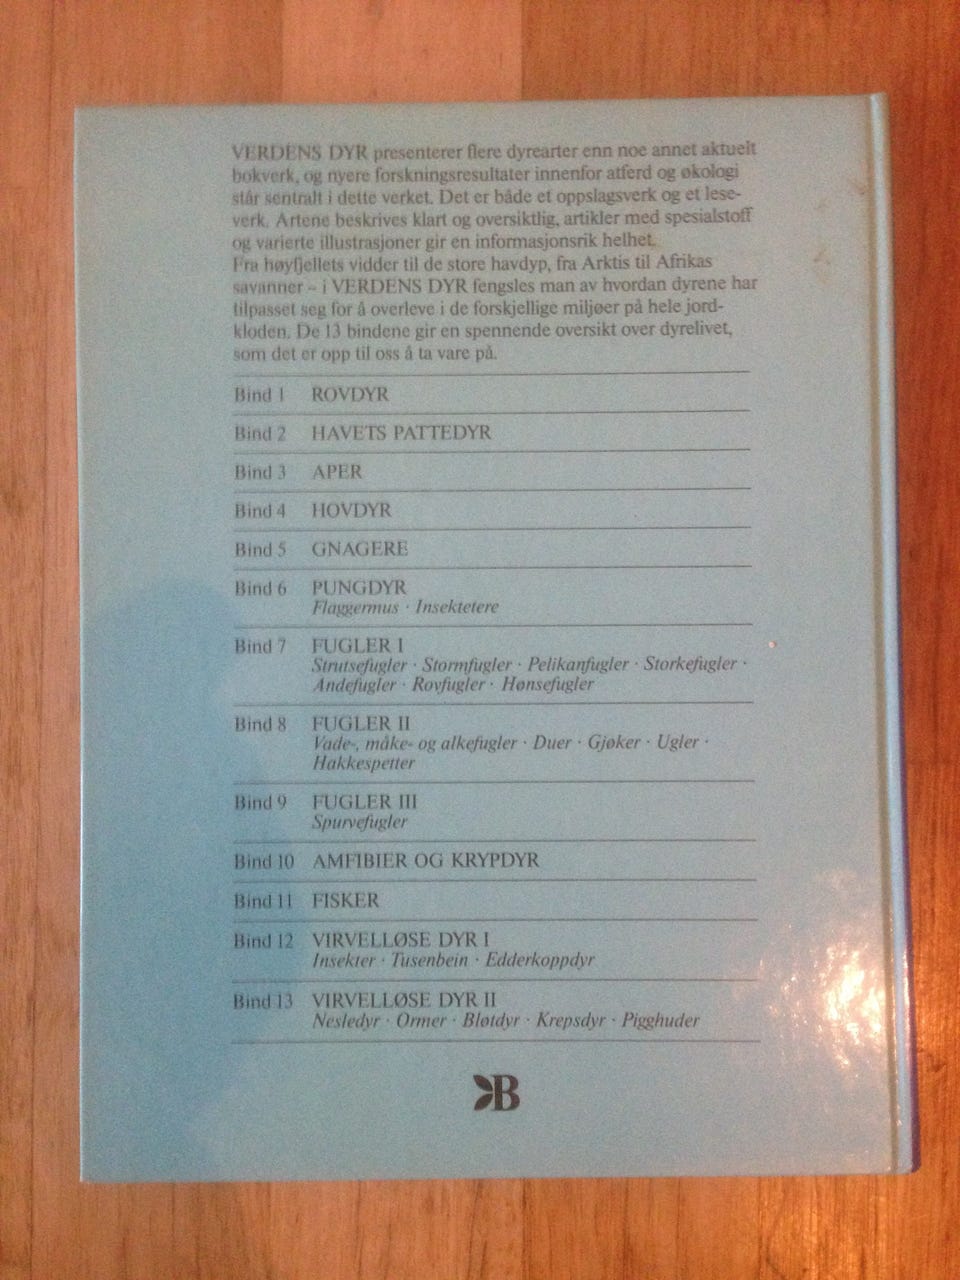 VERDENS DYR presenterer flere dyrearter enn noe annet aktuelt
bokverk, og nyere forskningsresultater innenfor atferd og økologi
står sentralt i dette verket. Det er både et oppslagsverk og et lese-
verk. Artene beskrives klart og oversiktlig, artikler med spesialstoff
og varierte illustrasjoner gir en informasjonsrik helhet.
Fra høyfjellets vidder til de store havdyp, fra Arktis til Afrikas
savanner – i VERDENS DYR fengsles man av hvordan dyrene har
tilpasset seg for å overleve i de forskjellige miljøer på hele jord-
kloden. De 13 bindene gir en spennende oversikt over dyrelivet,
som det er opp til oss å ta vare på.
Bind 1 ROVDYR
Bind 2 HAVETS PATTEDYR
Bind 3 APER
Bind 4 HOVDYR
Bind 5 GNAGERE
Bind 6 PUNGDYR
Flaggermus · Insektetere
Bind 7 FUGLER I
Strutsefugler · Stormfugler · Pelikanfugler · Storkefugler ·
Andefugler · Rovfugler · Hønsefugler
Bind 8 FUGLER II
Vade-, måke- og alkefugler · Duer · Gjøker · Ugler ·
Hakkespetter
Bind 9 FUGLER III
Spurvefugler
Bind 10 AMFIBIER OG KRYPDYR
Bind 11 FISKER
Bind 12 VIRVELLØSE DYR I
Insekter · Tusenbein · Edderkoppdyr
Bind 13 VIRVELLØSE DYR II
Nesledyr · Ormer · Bløtdyr · Krepsdyr · Pigghuder
B